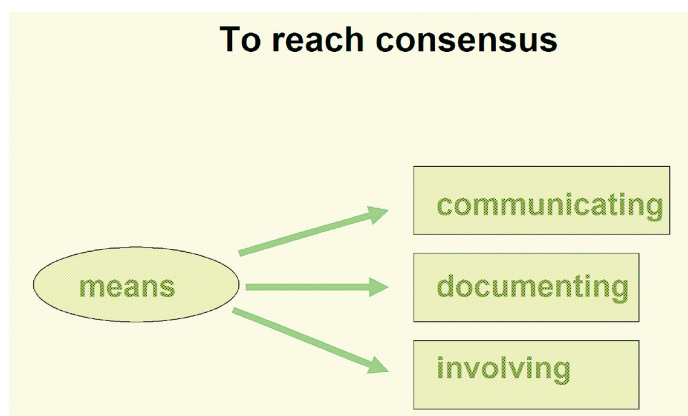 To reach consensus
communicating
means
documenting
involving